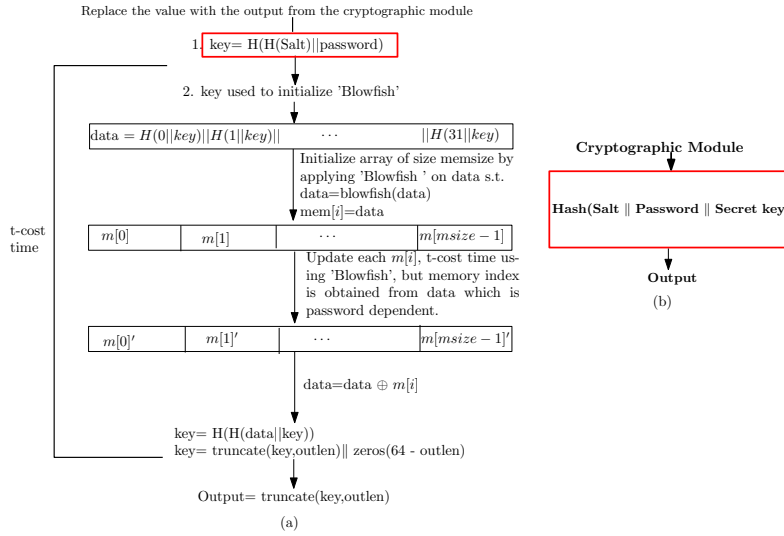 Replace the value with the output from the cryptographic module
1. key= H(H(Salt)||password)
2. key used to initialize 'Blowfish'
data = H(0||key)||H(1||key)|| ... ||H(31||key)
Initialize array of size memsize by
applying 'Blowfish ' on data s.t.
data=blowfish(data)
mem[i]=data
t-cost
time
m[0] m[1] ... m[msize − 1]
Update each m[i], t-cost time us-
ing 'Blowfish', but memory index
is obtained from data which is
password dependent.
m[0]′ m[1]′ ... m[msize − 1]′
data=data ⊕ m[i]
key= H(H(data||key))
key= truncate(key,outlen)|| zeros(64 - outlen)
Output= truncate(key,outlen)
(a)
Cryptographic Module
Hash(Salt || Password || Secret key
Output
(b)